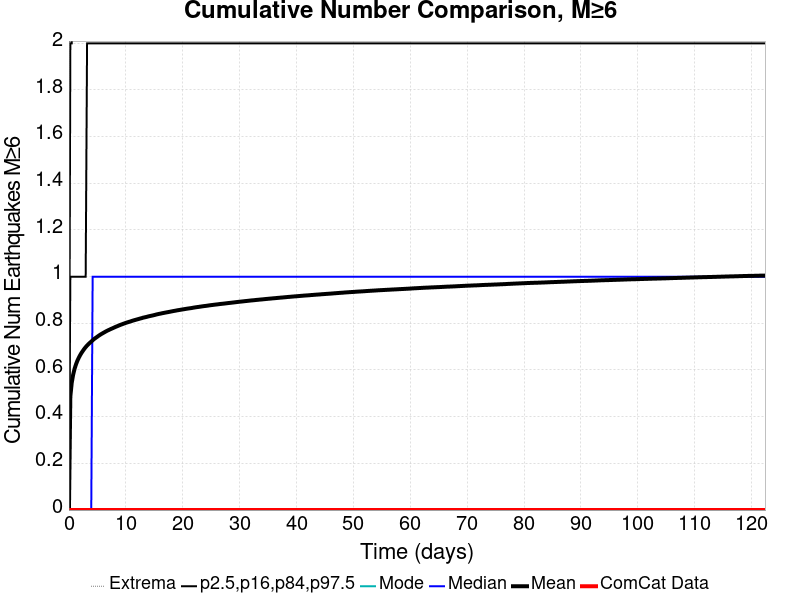 Cumulative Number Comparison, M≥6
Cumulative Num Earthquakes M≥6
2
1.8
1.6
1.4
1.2
1
0.8
0.6
0.4
0.2
0
0 10 20 30 40 50 60 70 80 90 100 110 120
Time (days)
Extrema p2.5,p16,p84,p97.5 Mode Median Mean ComCat Data